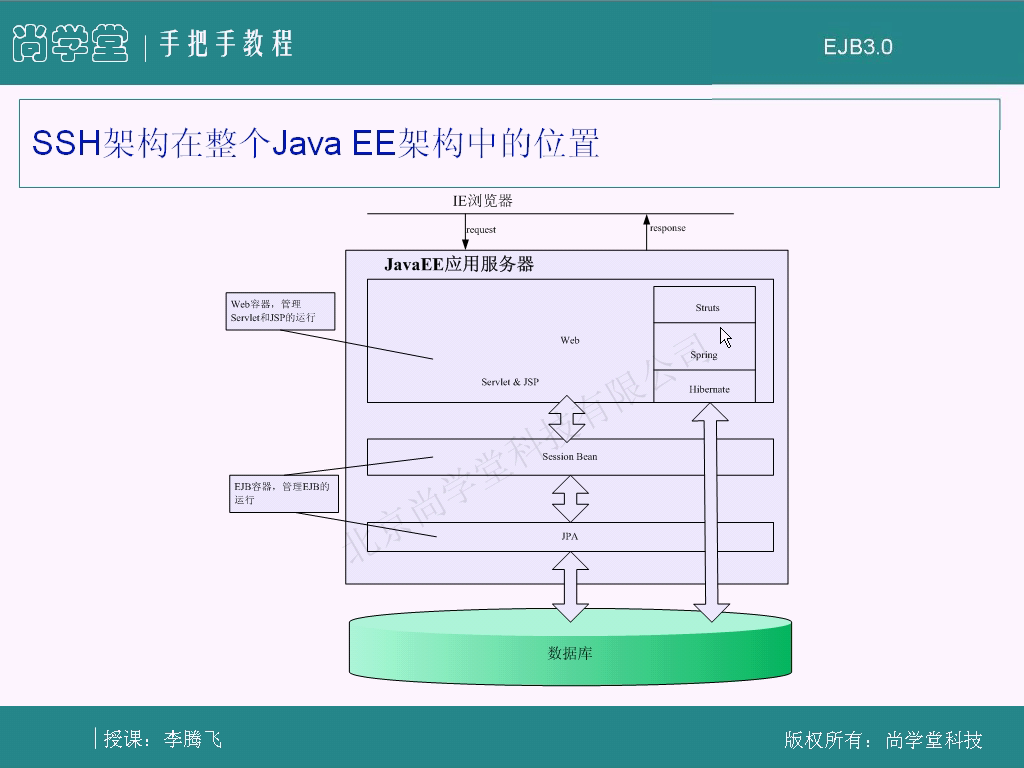 尚学堂 | 手把手教程
EJB3.0
SSH架构在整个Java EE架构中的位置
IE浏览器
request
response
JavaEE应用服务器
Web容器，管理
Servlet和JSP的运行
Struts
Web
Spring
Servlet & JSP
Hibernate
Session Bean
EJB容器，管理EJB的
运行
JPA
北京尚学堂科技有限公司
数据库
授课：李腾飞
版权所有：尚学堂科技